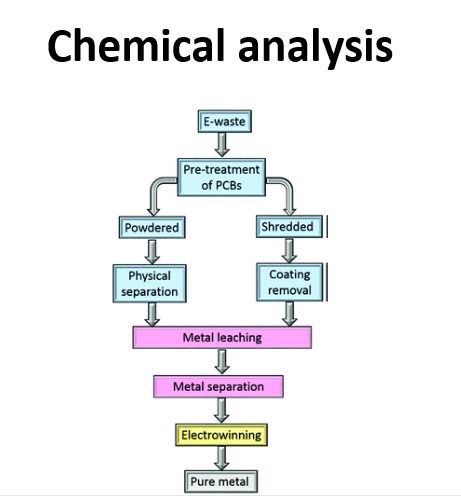 Chemical analysis
E-waste
Pre-treatment
of PCBs
Powdered
Shredded
Physical
separation
Coating
removal
Metal leaching
Metal separation
Electrowinning
Pure metal